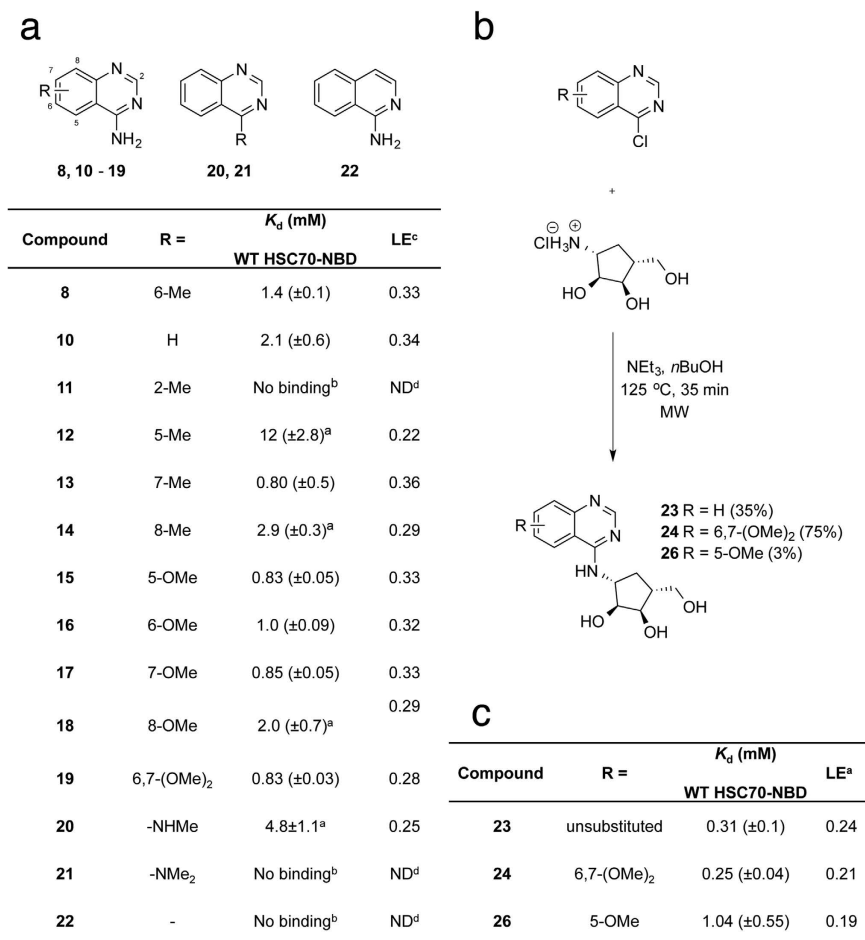 a
8
7
N
2
R
N
6
5
NH₂
8, 10 - 19
N
N
R
20, 21
N
NH₂
22
Compound R = Kd (mM) LEᶜ
WT HSC70-NBD
8 6-Me 1.4 (±0.1) 0.33
10 H 2.1 (±0.6) 0.34
11 2-Me No bindingᵇ NDᵈ
12 5-Me 12 (±2.8)ᵃ 0.22
13 7-Me 0.80 (±0.5) 0.36
14 8-Me 2.9 (±0.3)ᵃ 0.29
15 5-OMe 0.83 (±0.05) 0.33
16 6-OMe 1.0 (±0.09) 0.32
17 7-OMe 0.85 (±0.05) 0.33
18 8-OMe 2.0 (±0.7)ᵃ 0.29
19 6,7-(OMe)₂ 0.83 (±0.03) 0.28
20 -NHMe 4.8±1.1ᵃ 0.25
21 -NMe₂ No bindingᵇ NDᵈ
22 - No bindingᵇ NDᵈ
b
N
R
N
Cl
+
⊖ ⊕
ClH₃N
OH
HO
OH
NEt₃, nBuOH
125 ºC, 35 min
MW
N
R
N
HN
OH
HO
OH
23 R = H (35%)
24 R = 6,7-(OMe)₂ (75%)
26 R = 5-OMe (3%)
c
Compound R = Kd (mM) LEᵃ
WT HSC70-NBD
23 unsubstituted 0.31 (±0.1) 0.24
24 6,7-(OMe)₂ 0.25 (±0.04) 0.21
26 5-OMe 1.04 (±0.55) 0.19